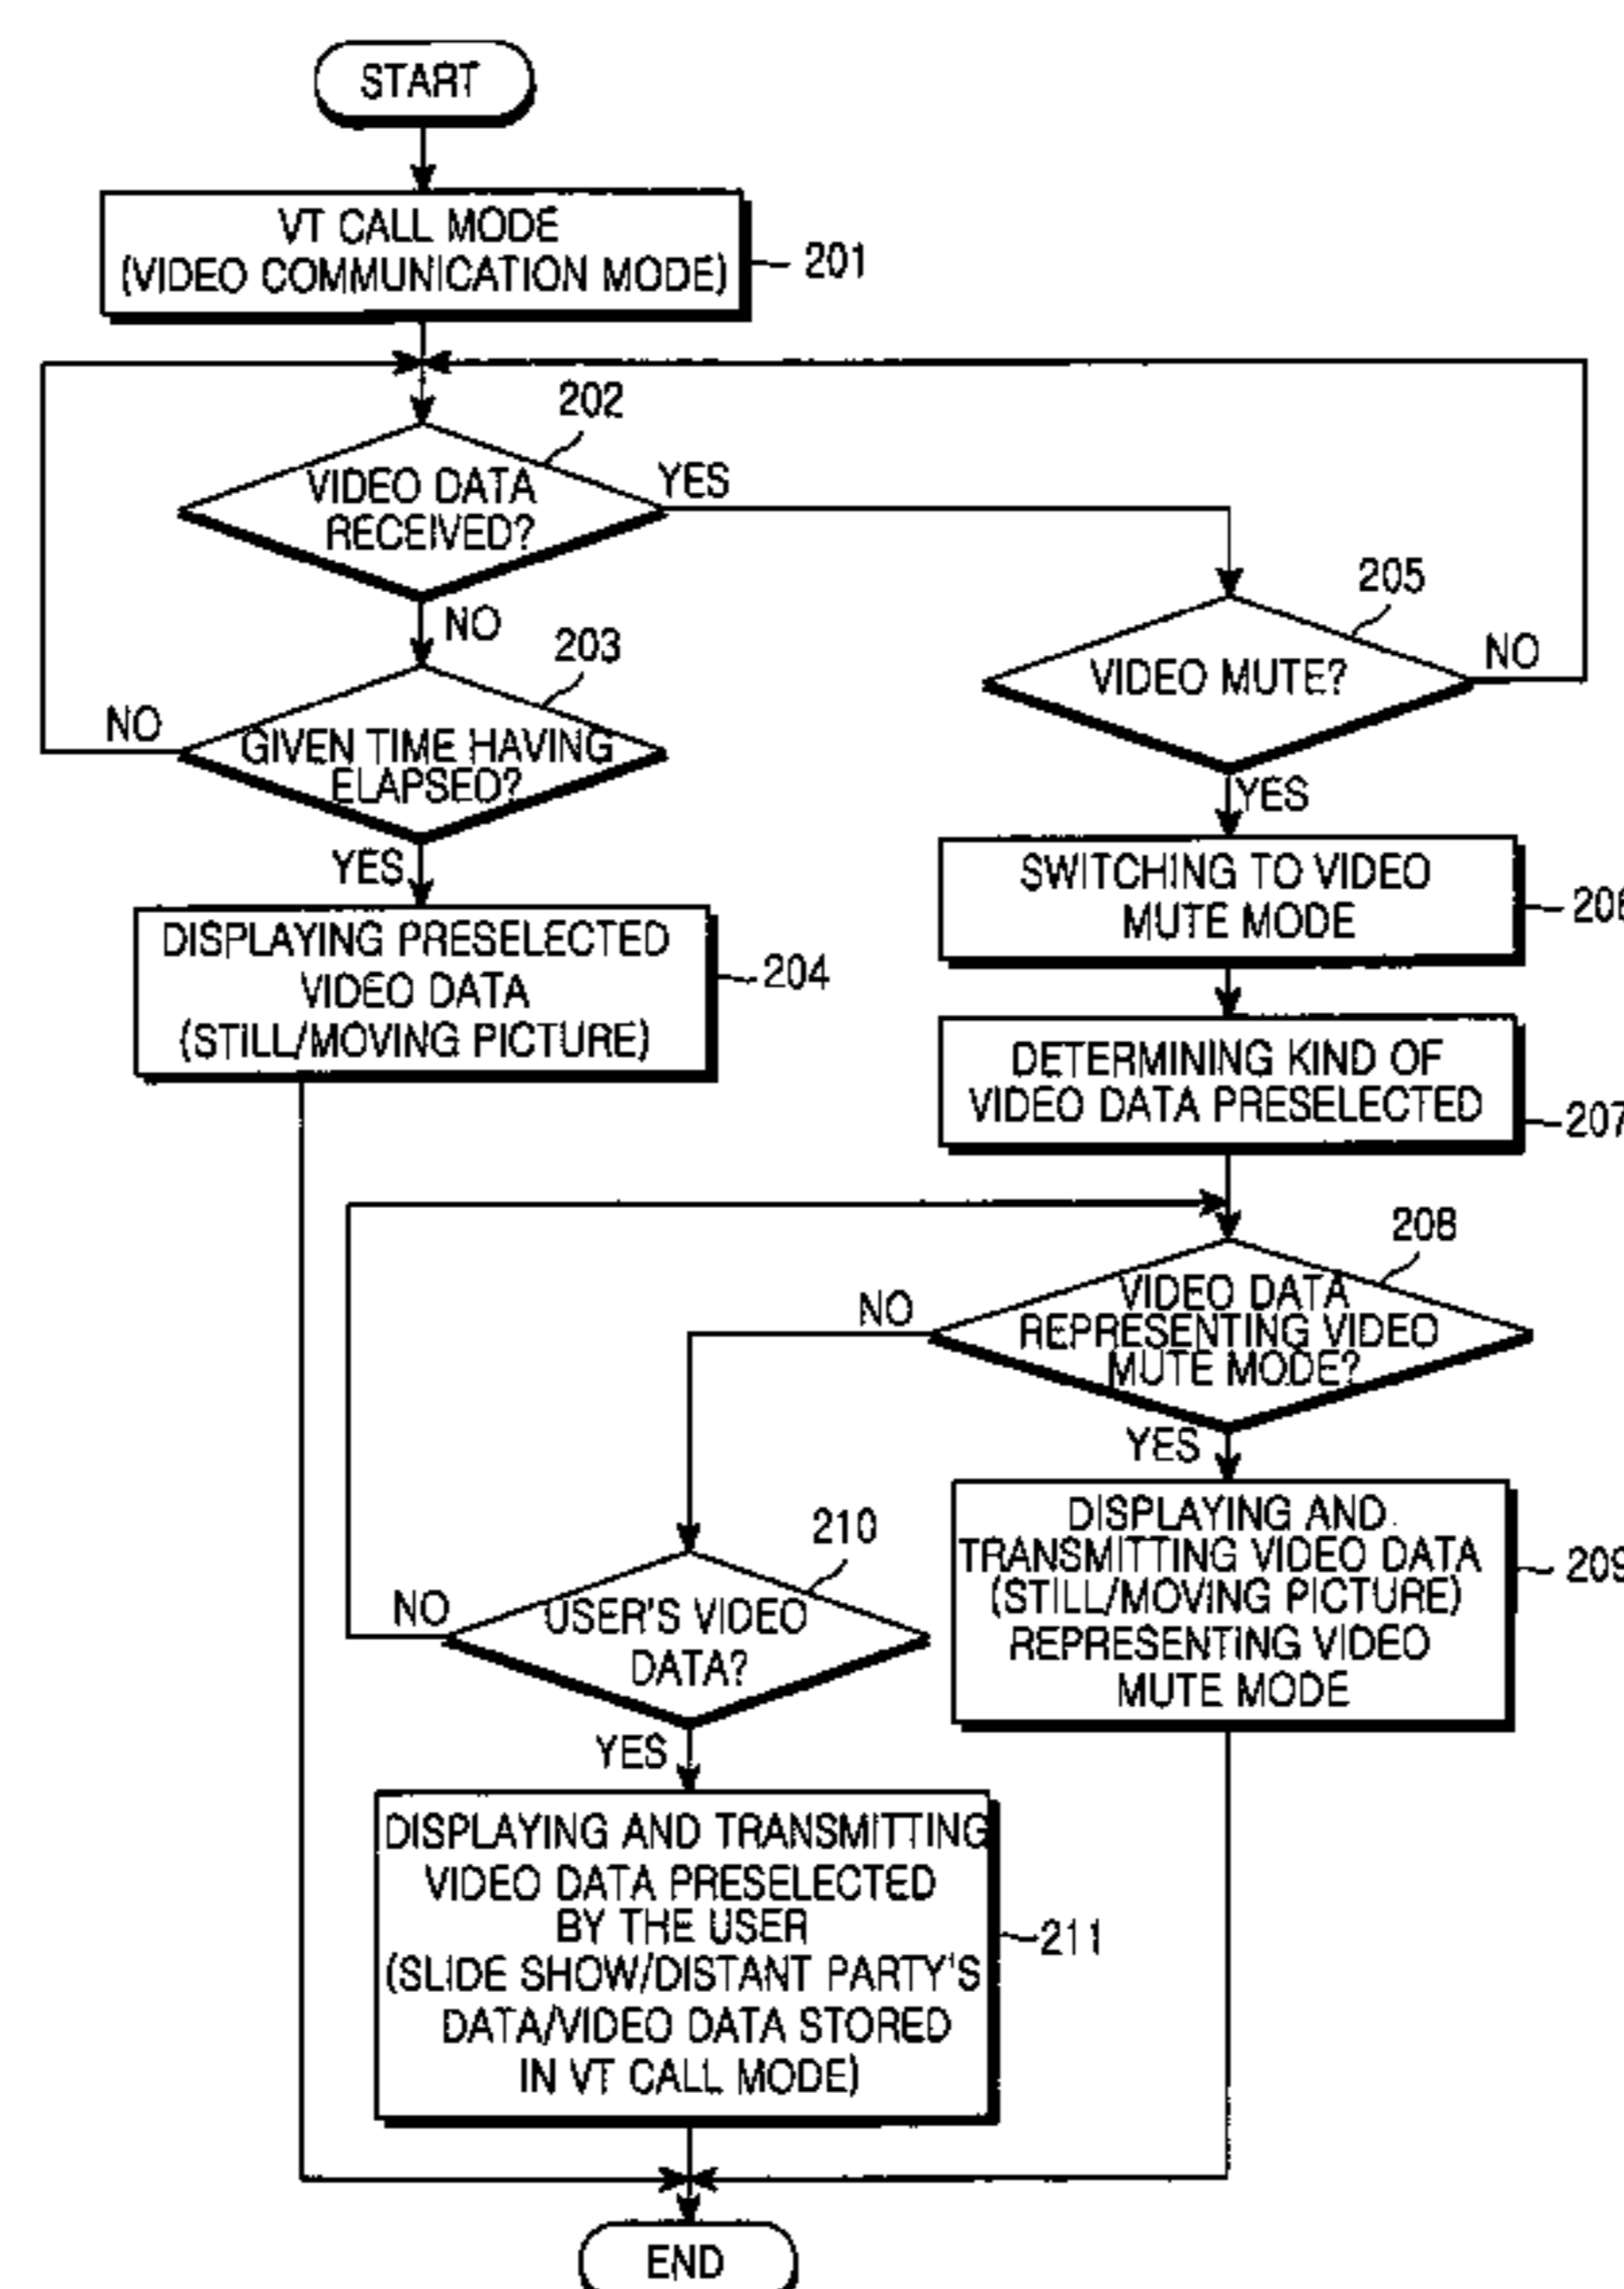 START
VT CALL MODE
(VIDEO COMMUNICATION MODE)
201
202
VIDEO DATA
RECEIVED?
YES
NO
203
GIVEN TIME HAVING
ELAPSED?
NO
YES
DISPLAYING PRESELECTED
VIDEO DATA
(STILL/MOVING PICTURE)
204
205
VIDEO MUTE?
NO
YES
SWITCHING TO VIDEO
MUTE MODE
206
DETERMINING KIND OF
VIDEO DATA PRESELECTED
207
208
VIDEO DATA
REPRESENTING VIDEO
MUTE MODE?
NO
YES
DISPLAYING AND
TRANSMITTING VIDEO DATA
(STILL/MOVING PICTURE)
REPRESENTING VIDEO
MUTE MODE
209
210
USER'S VIDEO
DATA?
NO
YES
DISPLAYING AND TRANSMITTING
VIDEO DATA PRESELECTED
BY THE USER
(SLIDE SHOW/DISTANT PARTY'S
DATA/VIDEO DATA STORED
IN VT CALL MODE)
211
END